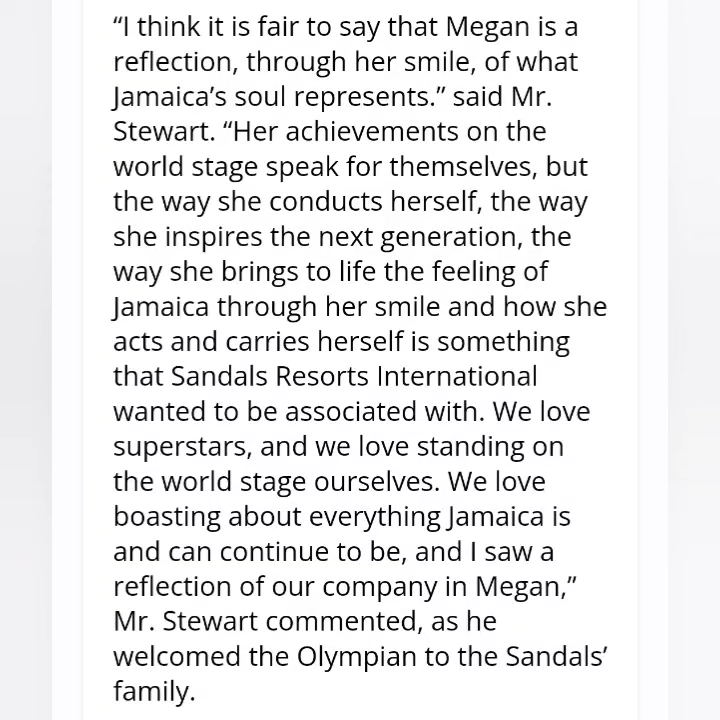 “I think it is fair to say that Megan is a
reflection, through her smile, of what
Jamaica’s soul represents.” said Mr.
Stewart. “Her achievements on the
world stage speak for themselves, but
the way she conducts herself, the way
she inspires the next generation, the
way she brings to life the feeling of
Jamaica through her smile and how she
acts and carries herself is something
that Sandals Resorts International
wanted to be associated with. We love
superstars, and we love standing on
the world stage ourselves. We love
boasting about everything Jamaica is
and can continue to be, and I saw a
reflection of our company in Megan,”
Mr. Stewart commented, as he
welcomed the Olympian to the Sandals’
family.